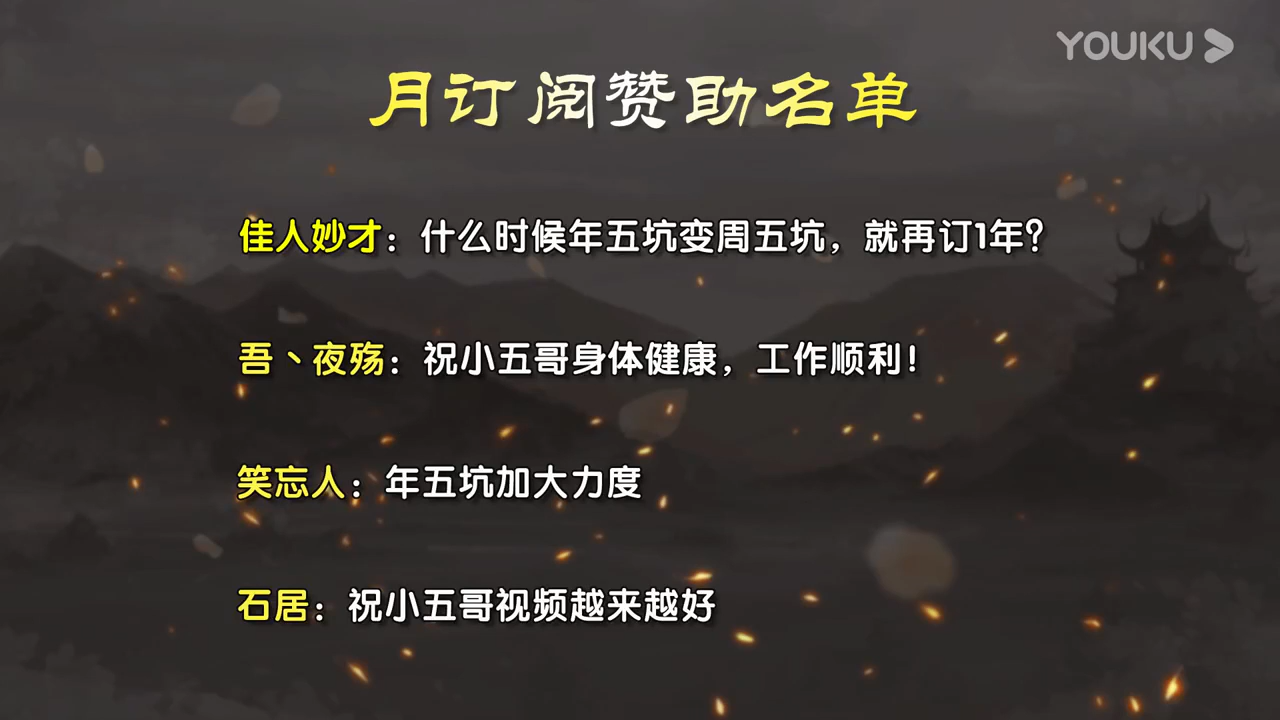 YOUKU
月订阅赞助名单
佳人妙才：什么时候年五坑变周五坑，就再订1年？
吾丶夜殇：祝小五哥身体健康，工作顺利！
笑忘人：年五坑加大力度
石居：祝小五哥视频越来越好